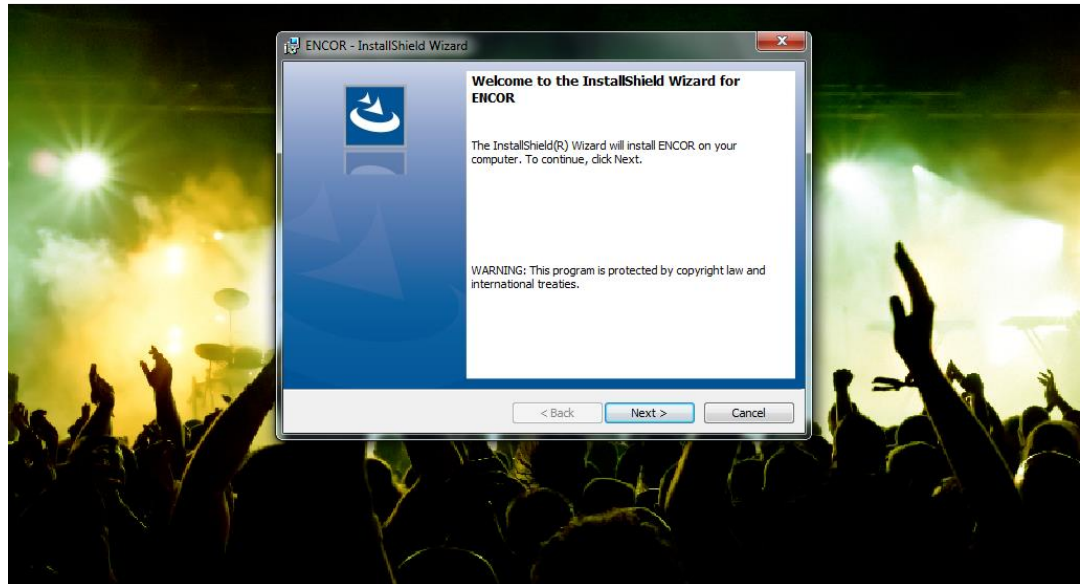 ENCOR - InstallShield Wizard
Welcome to the InstallShield Wizard for
ENCOR
The InstallShield(R) Wizard will install ENCOR on your
computer. To continue, click Next.
WARNING: This program is protected by copyright law and
international treaties.
< Back Next > Cancel